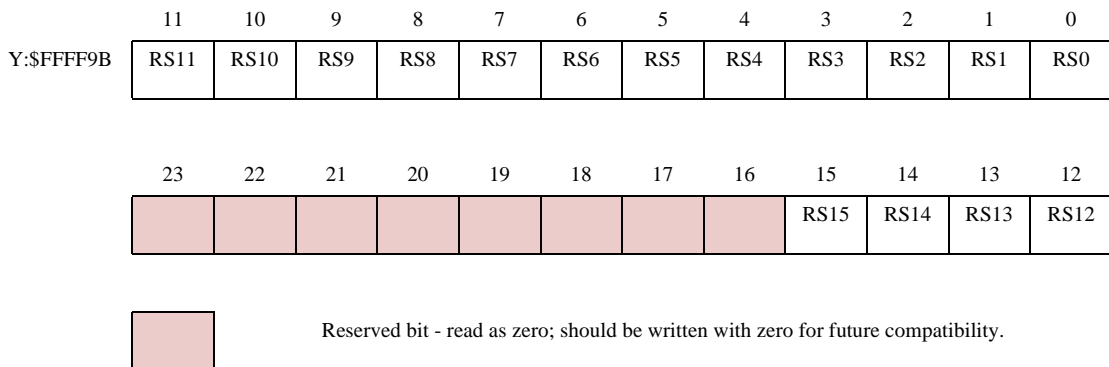 11 10 9 8 7 6 5 4 3 2 1 0
Y:$FFFF9B RS11 RS10 RS9 RS8 RS7 RS6 RS5 RS4 RS3 RS2 RS1 RS0
23 22 21 20 19 18 17 16 15 14 13 12
RS15 RS14 RS13 RS12
Reserved bit - read as zero; should be written with zero for future compatibility.